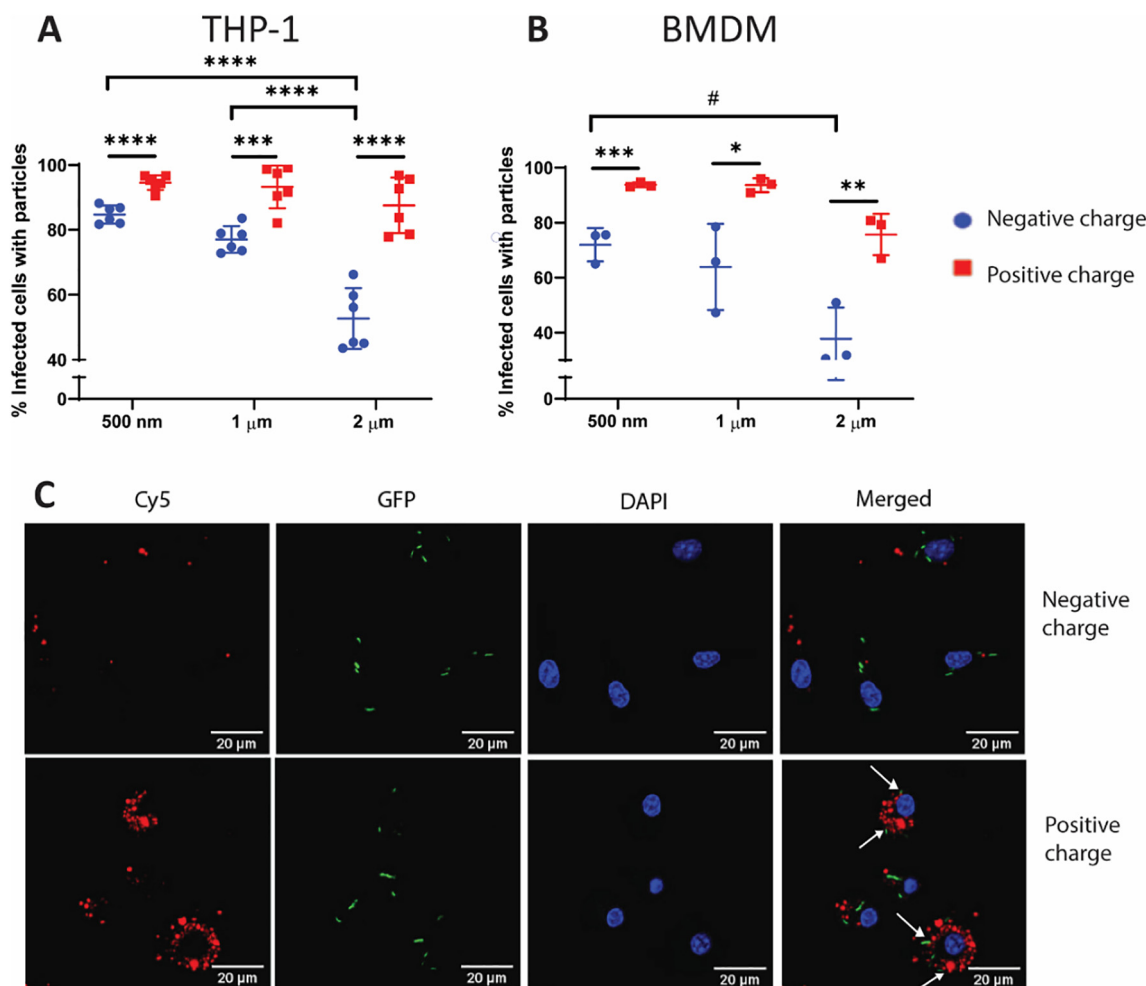 A THP-1
B BMDM
****
****
**** *** ****
% Infected cells with particles
100
80
60
40
0
500 nm 1 μm 2 μm
#
*** * **
% Infected cells with particles
100
80
60
40
0
500 nm 1 μm 2 μm
Negative charge
Positive charge
C
Cy5 GFP DAPI Merged
Negative
charge
20 μm 20 μm 20 μm 20 μm
Positive
charge
20 μm 20 μm 20 μm 20 μm